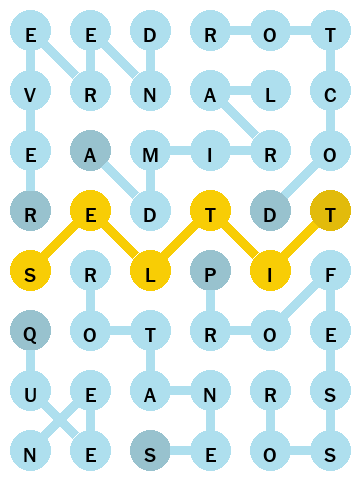 E E D R O T
V R N A L C
E A M I R O
R E D T D T
S R L P I F
Q O T R O E
U E A N R S
N E S E O S